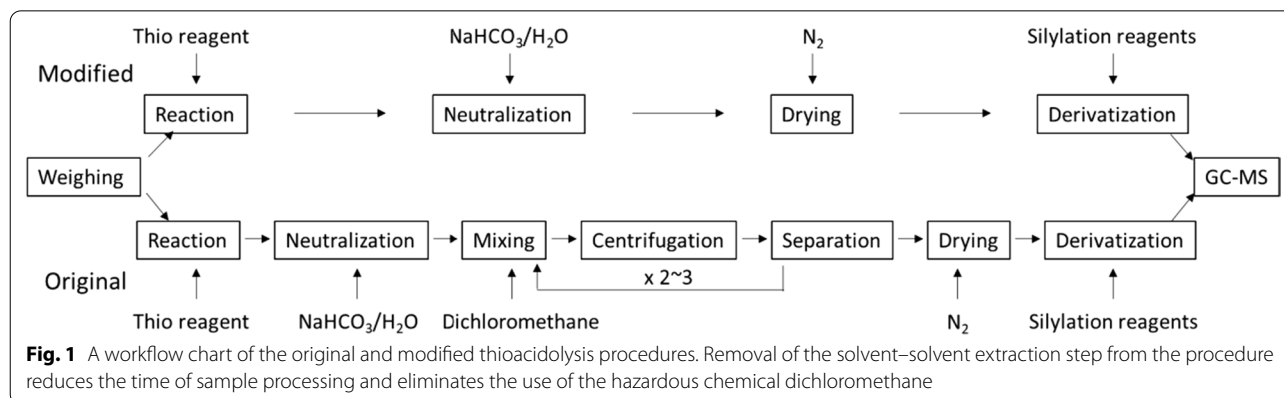 Thio reagent NaHCO₃/H₂O N₂ Silylation reagents
Modified
Reaction Neutralization Drying Derivatization
Weighing GC-MS
Reaction Neutralization Mixing Centrifugation Separation Drying Derivatization
x 2~3
Original
Thio reagent NaHCO₃/H₂O Dichloromethane N₂ Silylation reagents
Fig. 1 A workflow chart of the original and modified thioacidolysis procedures. Removal of the solvent–solvent extraction step from the procedure
reduces the time of sample processing and eliminates the use of the hazardous chemical dichloromethane